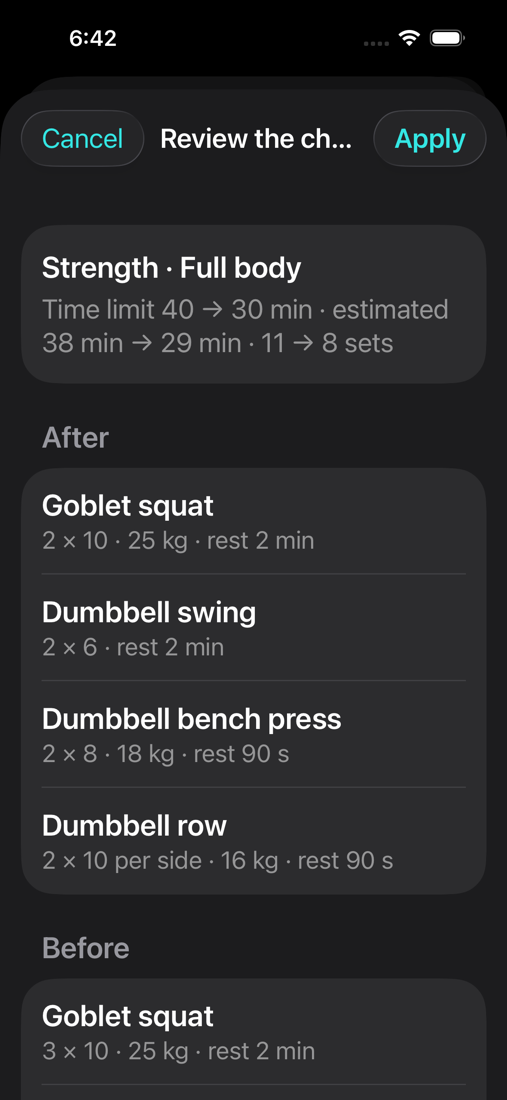 6:42
Cancel
Review the ch...
Apply
Strength · Full body
Time limit 40 → 30 min · estimated
38 min → 29 min · 11 → 8 sets
After
Goblet squat
2 × 10 · 25 kg · rest 2 min
Dumbbell swing
2 × 6 · rest 2 min
Dumbbell bench press
2 × 8 · 18 kg · rest 90 s
Dumbbell row
2 × 10 per side · 16 kg · rest 90 s
Before
Goblet squat
3 × 10 · 25 kg · rest 2 min